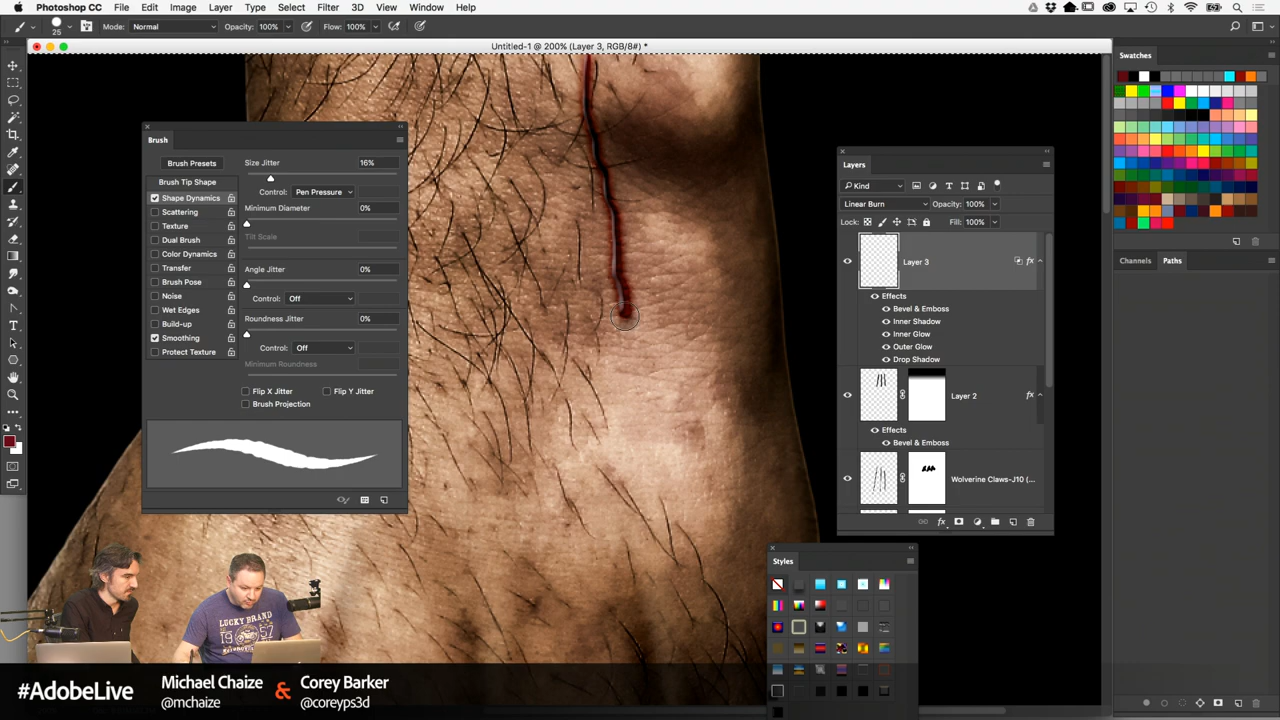 Photoshop CC File Edit Image Layer Type Select Filter 3D View Window Help
25 Mode: Normal Opacity: 100% Flow: 100%
Untitled-1 @ 200% (Layer 3, RGB/8#) *
Brush
Brush Presets
Brush Tip Shape
Shape Dynamics
Scattering
Texture
Dual Brush
Color Dynamics
Transfer
Brush Pose
Noise
Wet Edges
Build-up
Smoothing
Protect Texture
Size Jitter 16%
Control: Pen Pressure
Minimum Diameter 0%
Tilt Scale
Angle Jitter 0%
Control: Off
Roundness Jitter 0%
Control: Off
Minimum Roundness
Flip X Jitter Flip Y Jitter
Brush Projection
Layers
Kind
Linear Burn Opacity: 100%
Lock: Fill: 100%
Layer 3 fx
Effects
Bevel & Emboss
Inner Shadow
Inner Glow
Outer Glow
Drop Shadow
Layer 2 fx
Effects
Bevel & Emboss
Wolverine Claws-J10 (...
fx
Styles
Swatches
Channels Paths
LUCKY BRAND
#AdobeLive
Michael Chaize
@mchaize
&
Corey Barker
@coreyps3d